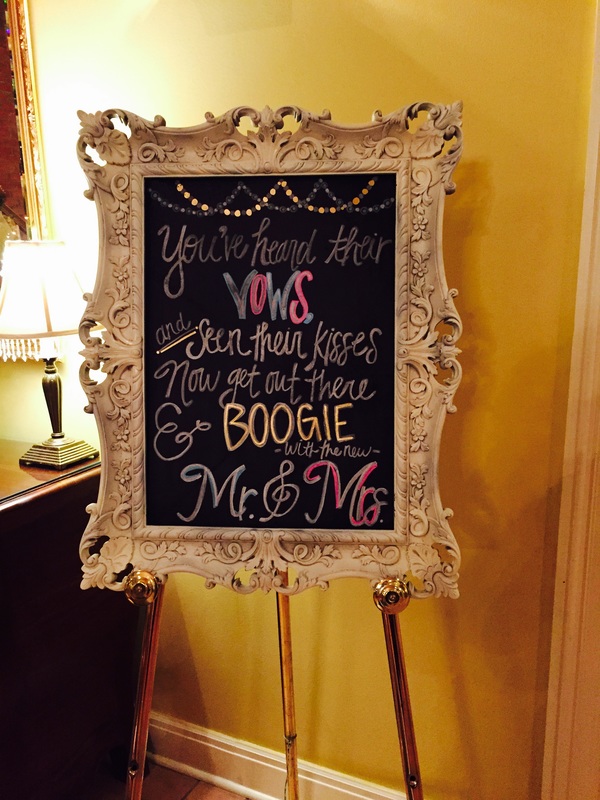 You've heard their
VOWS,
and seen their kisses
Now get out there
& BOOGIE
-with the new-
Mr. & Mrs.